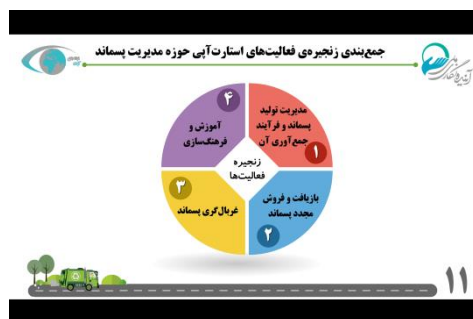 جمع‌بندی زنجیره‌ی فعالیت‌های استارت‌آپی حوزه مدیریت پسماند
۱
مدیریت تولید
پسماند و فرآیند
جمع‌آوری آن
۲
بازیافت و فروش
مجدد پسماند
۳
غربال‌گری پسماند
۴
آموزش و
فرهنگ‌سازی
زنجیره
فعالیت‌ها
۱۱